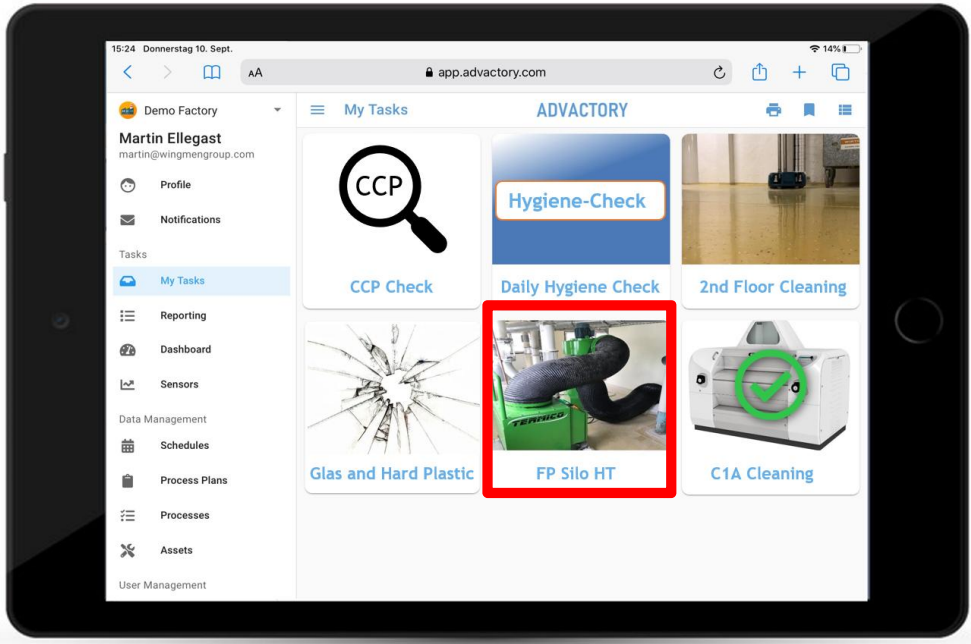 15:24 Donnerstag 10. Sept.
14%
AA
app.advactory.com
Demo Factory
Martin Ellegast
martin@wingmengroup.com
Profile
Notifications
Tasks
My Tasks
Reporting
Dashboard
Sensors
Data Management
Schedules
Process Plans
Processes
Assets
User Management
My Tasks
ADVACTORY
CCP
CCP Check
Hygiene-Check
Daily Hygiene Check
2nd Floor Cleaning
Glas and Hard Plastic
TERMICO
FP Silo HT
C1A Cleaning